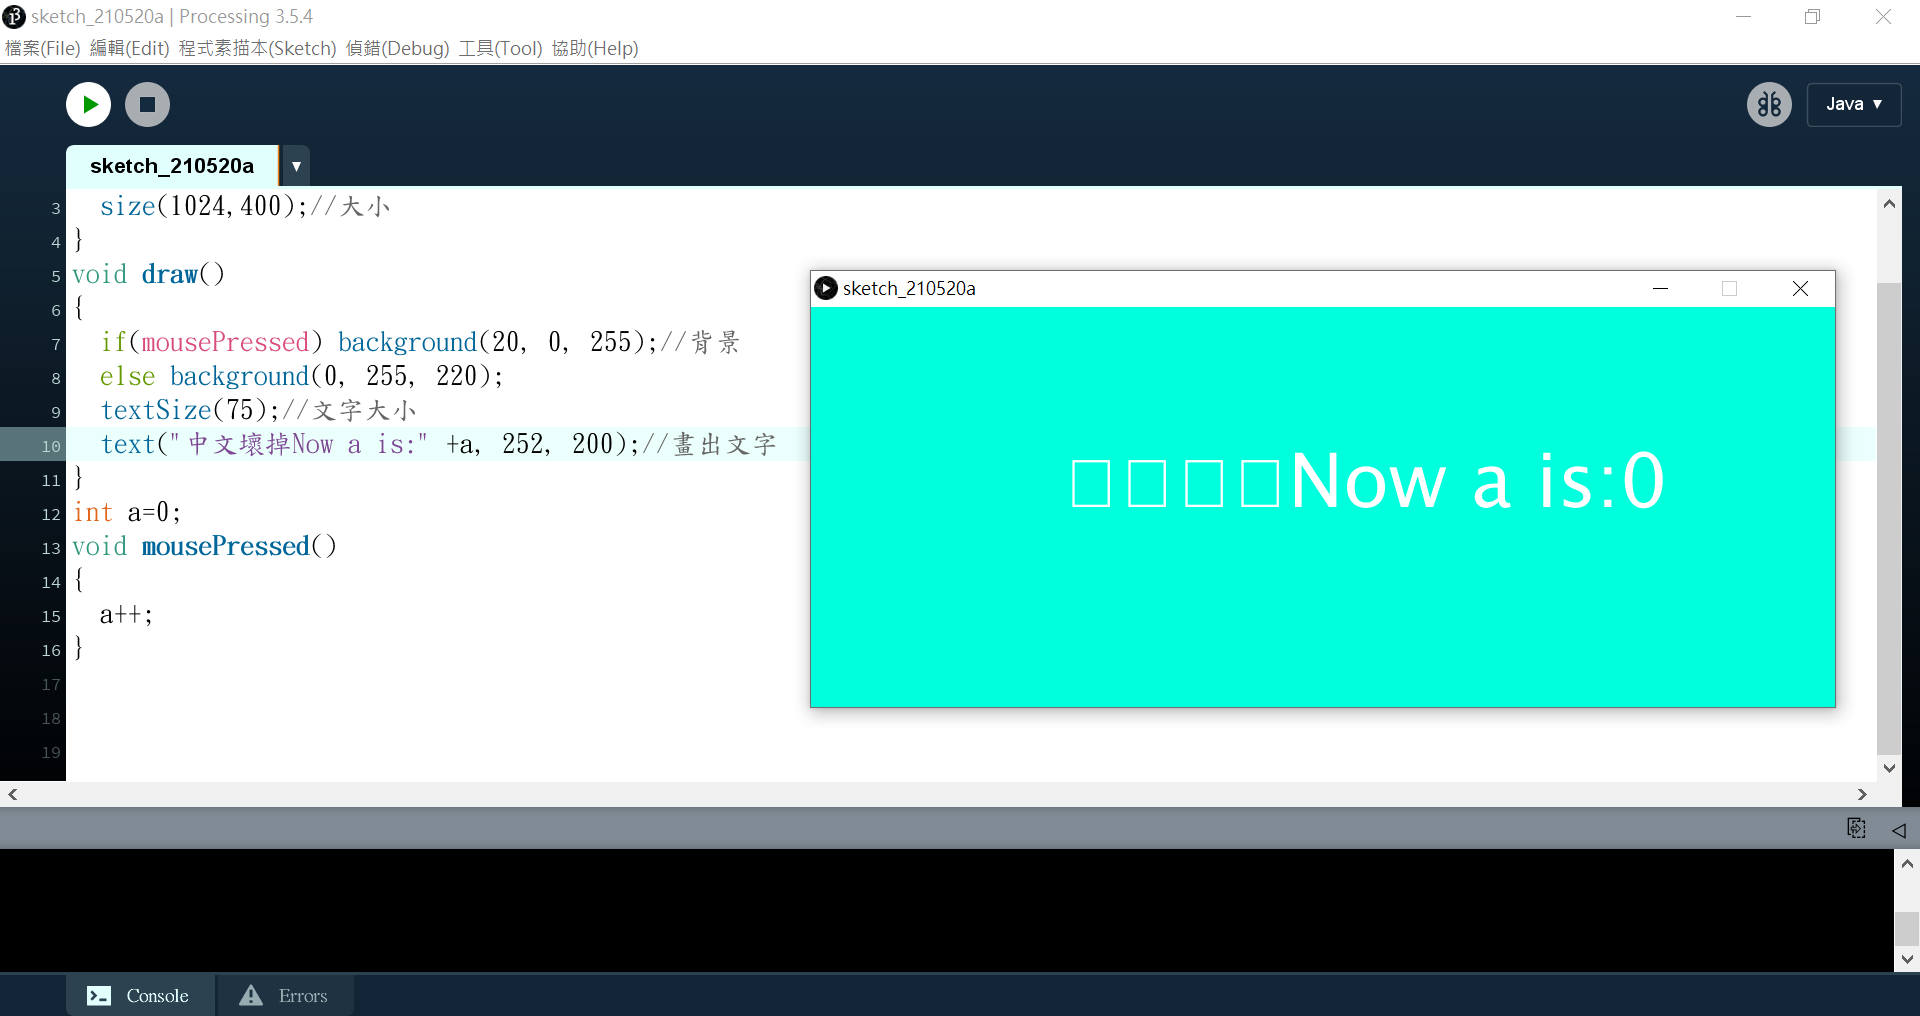 sketch_210520a | Processing 3.5.4
檔案(File) 編輯(Edit) 程式素描本(Sketch) 偵錯(Debug) 工具(Tool) 協助(Help)
Java ▼
sketch_210520a ▼
3 size(1024,400);//大小
4 }
5 void draw()
6 {
7 if(mousePressed) background(20, 0, 255);//背景
8 else background(0, 255, 220);
9 textSize(75);//文字大小
10 text("中文壞掉Now a is:" +a, 252, 200);//畫出文字
11 }
12 int a=0;
13 void mousePressed()
14 {
15 a++;
16 }
17
18
19
sketch_210520a
□□□□Now a is:0
Console
Errors